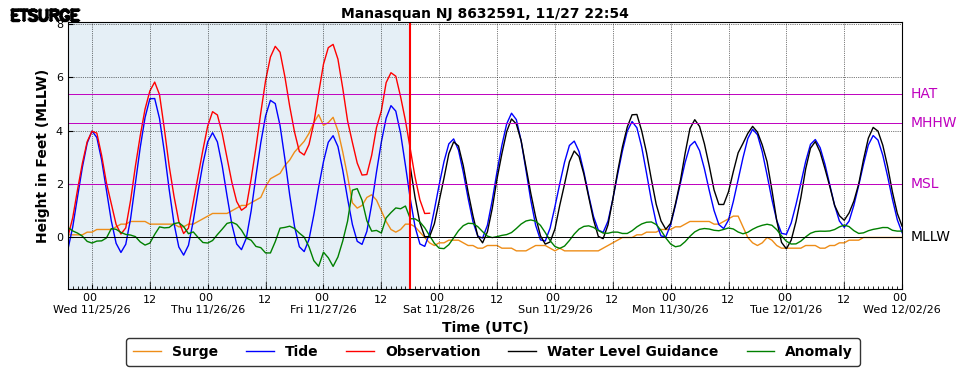 ETSURGE
Manasquan NJ 8632591, 11/27 22:54
Height in Feet (MLLW)
8
6
4
2
0
HAT
MHHW
MSL
MLLW
00 12 00 12 00 12 00 12 00 12 00 12 00 12 00
Wed 11/25/26 Thu 11/26/26 Fri 11/27/26 Sat 11/28/26 Sun 11/29/26 Mon 11/30/26 Tue 12/01/26 Wed 12/02/26
Time (UTC)
Surge Tide Observation Water Level Guidance Anomaly